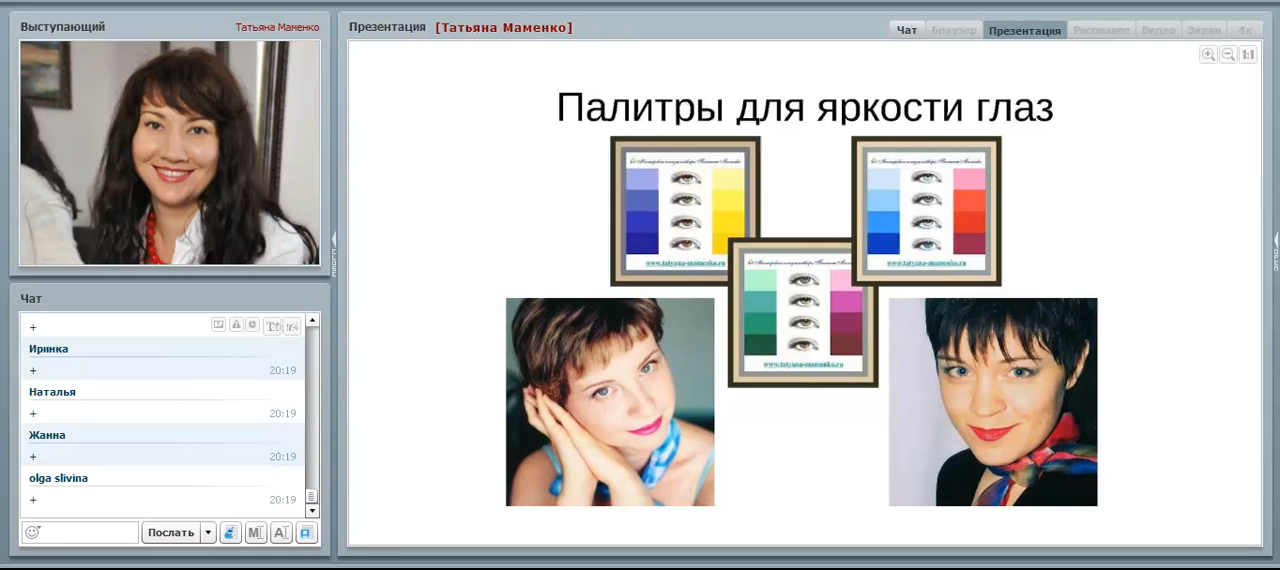 Выступающий
Татьяна Маменко
Чат
+
Иринка
+
20:19
Наталья
+
20:19
Жанна
+
20:19
olga slivina
+
20:19
Послать
Презентация [Татьяна Маменко]
Чат
Браузер
Презентация
Рисование
Видео
Экран
4x
1:1
Палитры для яркости глаз
www.tatyana-mamenko.ru
www.tatyana-mamenko.ru
www.tatyana-mamenko.ru